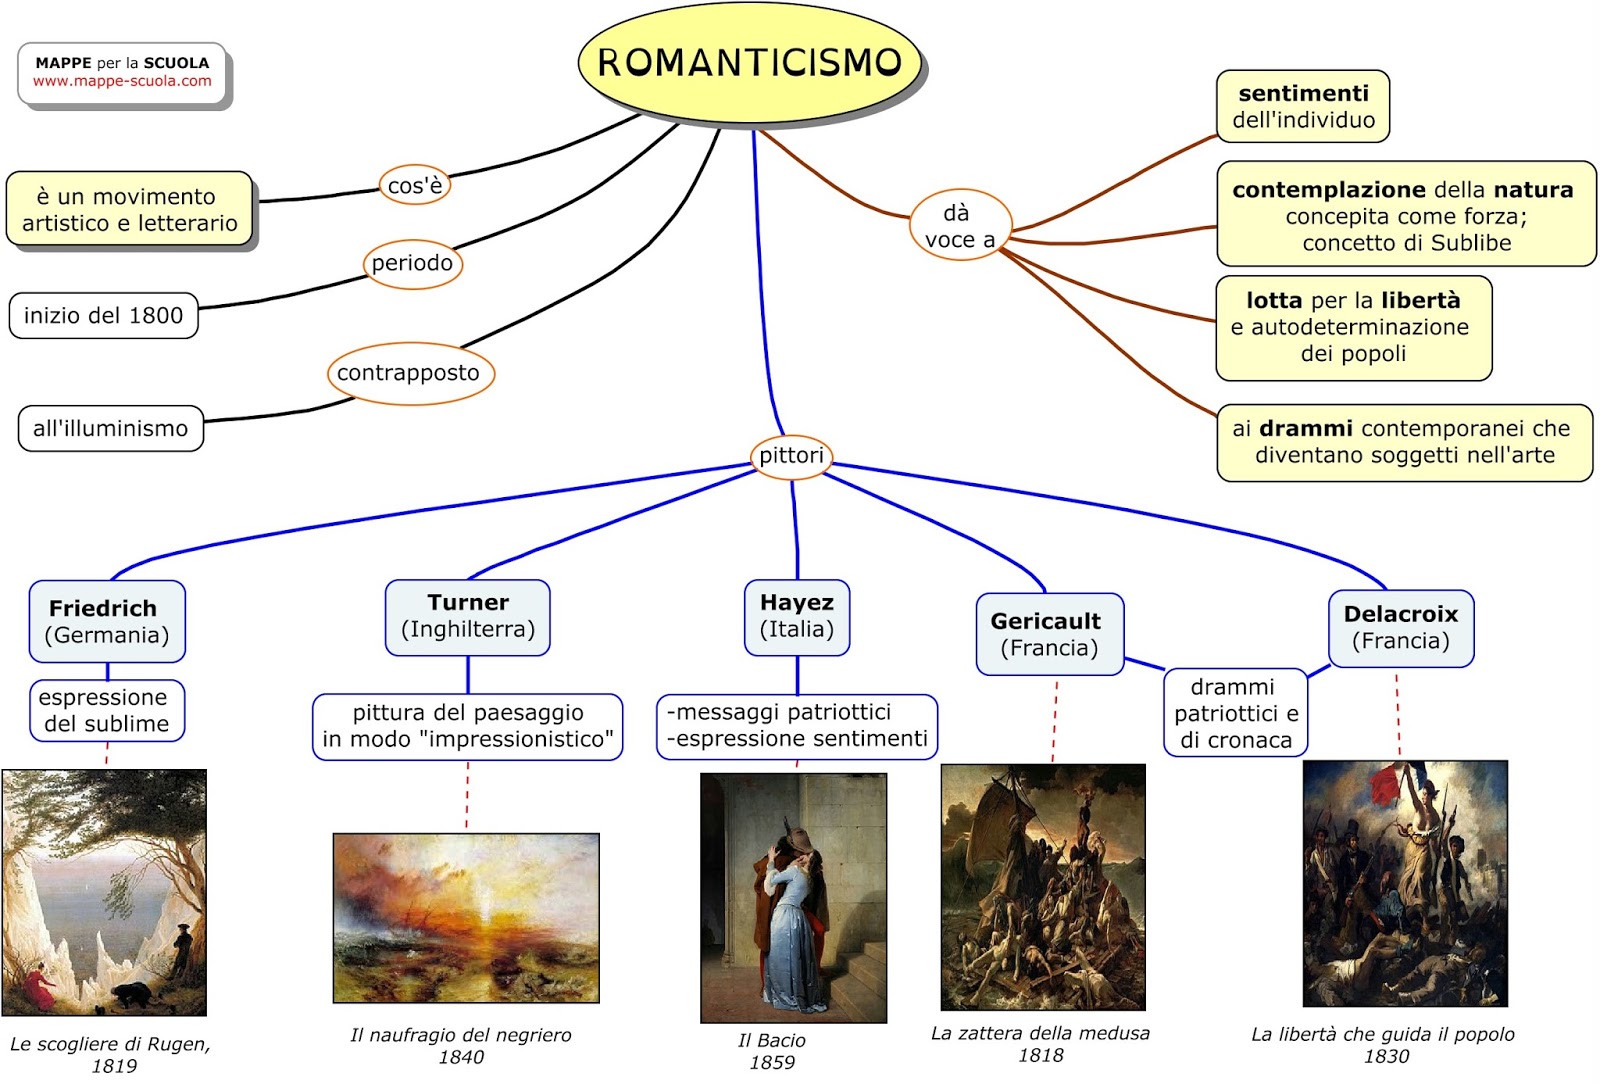 ROMANTICISMO
MAPPE per la SCUOLA
www.mappe-scuola.com
cos'è
è un movimento
artistico e letterario
periodo
inizio del 1800
contrapposto
all'illuminismo
dà
voce a
sentimenti
dell'individuo
contemplazione della natura
concepita come forza;
concetto di Sublibe
lotta per la libertà
e autodeterminazione
dei popoli
ai drammi contemporanei che
diventano soggetti nell'arte
pittori
Friedrich
(Germania)
espressione
del sublime
Le scogliere di Rugen,
1819
Turner
(Inghilterra)
pittura del paesaggio
in modo "impressionistico"
Il naufragio del negriero
1840
Hayez
(Italia)
-messaggi patriottici
-espressione sentimenti
Il Bacio
1859
Gericault
(Francia)
La zattera della medusa
1818
drammi
patriottici e
di cronaca
Delacroix
(Francia)
La libertà che guida il popolo
1830